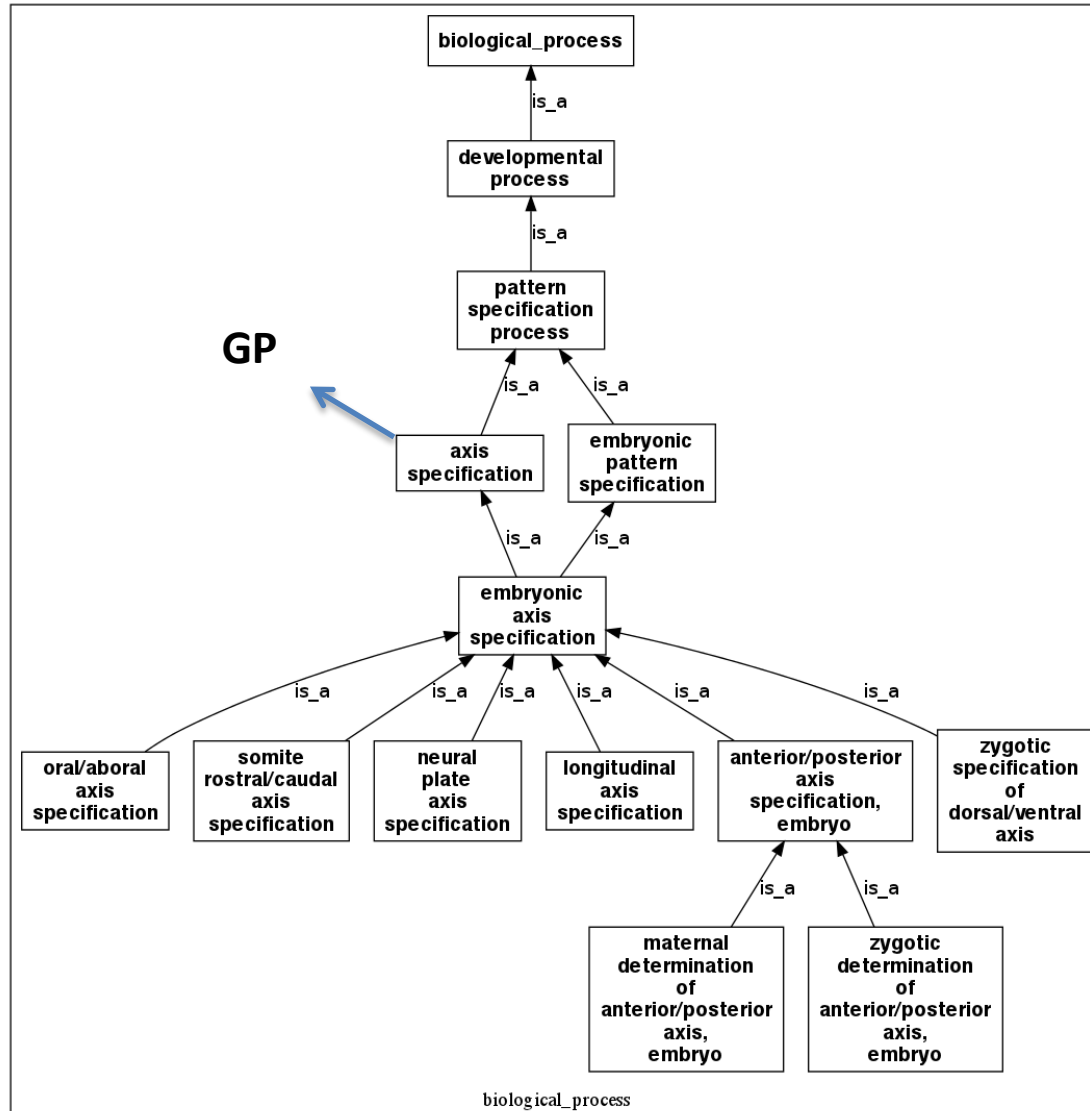 biological_process
is_a
developmental
process
is_a
pattern
specification
process
GP
is_a
is_a
axis
specification
embryonic
pattern
specification
is_a
is_a
embryonic
axis
specification
is_a
is_a
is_a
is_a
is_a
is_a
oral/aboral
axis
specification
somite
rostral/caudal
axis
specification
neural
plate
axis
specification
longitudinal
axis
specification
anterior/posterior
axis
specification,
embryo
zygotic
specification
of
dorsal/ventral
axis
is_a
is_a
maternal
determination
of
anterior/posterior
axis,
embryo
zygotic
determination
of
anterior/posterior
axis,
embryo
biological_process